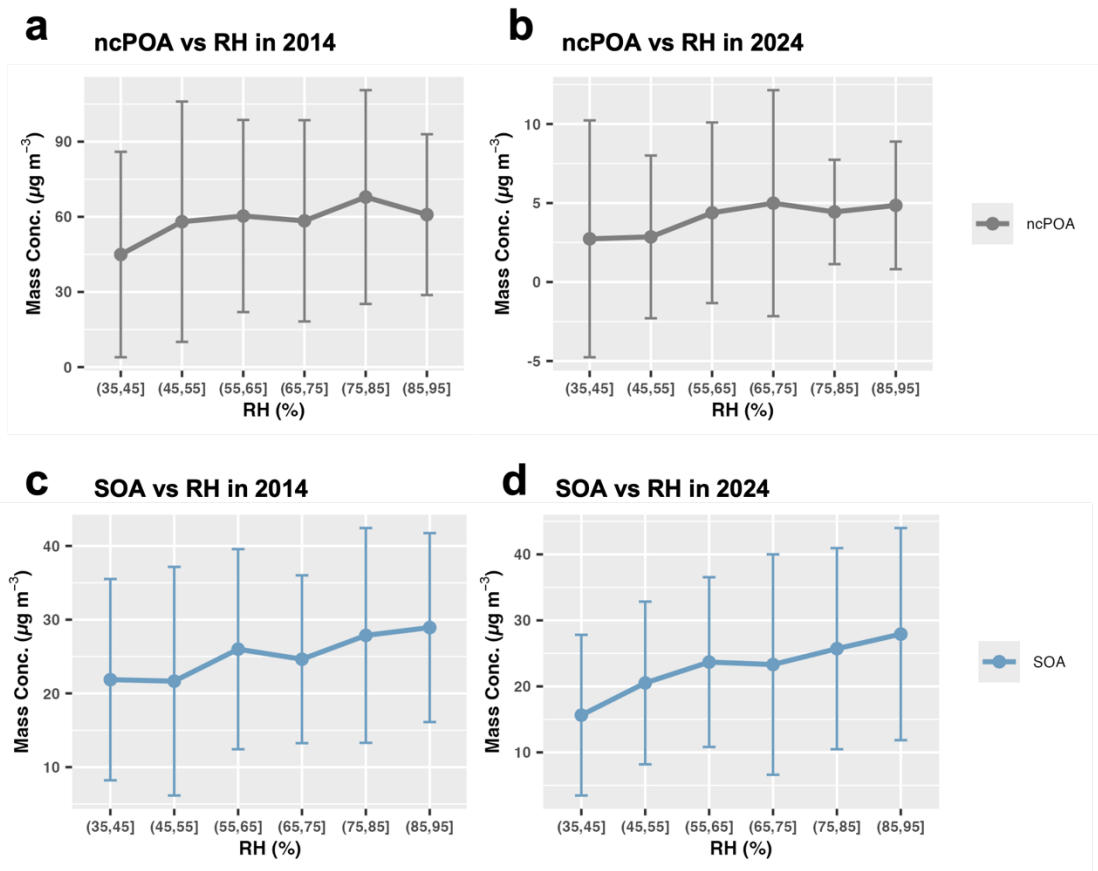 a
ncPOA vs RH in 2014
Mass Conc. (µg m⁻³)
90
60
30
0
(35,45] (45,55] (55,65] (65,75] (75,85] (85,95]
RH (%)
b
ncPOA vs RH in 2024
Mass Conc. (µg m⁻³)
10
5
0
-5
(35,45] (45,55] (55,65] (65,75] (75,85] (85,95]
RH (%)
ncPOA
c
SOA vs RH in 2014
Mass Conc. (µg m⁻³)
40
30
20
10
(35,45] (45,55] (55,65] (65,75] (75,85] (85,95]
RH (%)
d
SOA vs RH in 2024
Mass Conc. (µg m⁻³)
40
30
20
10
(35,45] (45,55] (55,65] (65,75] (75,85] (85,95]
RH (%)
SOA